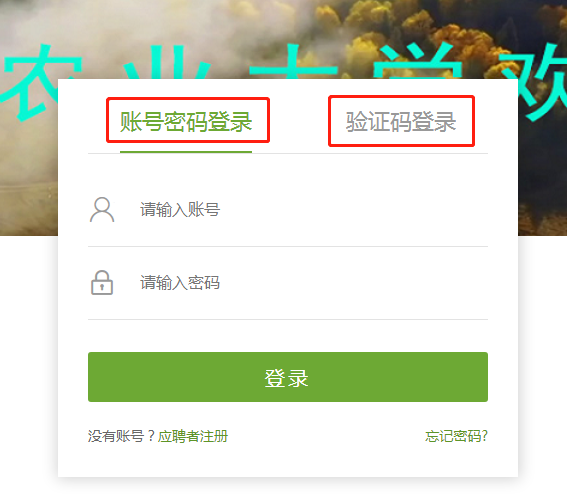 农业大学欢
账号密码登录 验证码登录
请输入账号
请输入密码
登录
没有账号？应聘者注册 忘记密码?